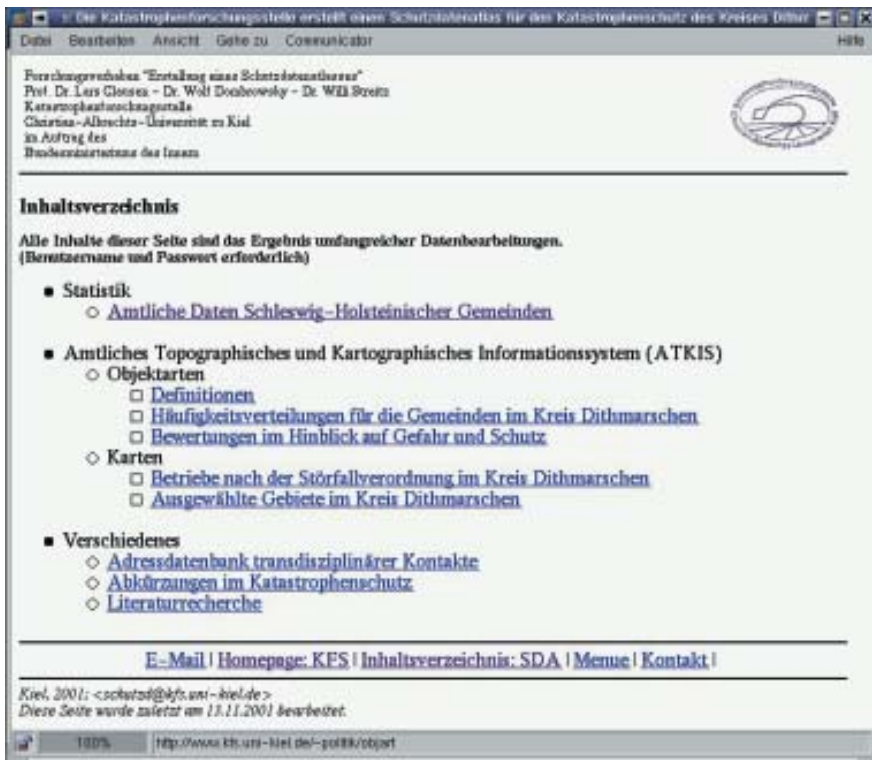 Die Katastrophenforschungsstelle erstellt einen Schutzdatenatlas für den Katastrophenschutz des Kreises Dithmar
Datei Bearbeiten Ansicht Gehe zu Communicator Hilfe
Forschungsvorhaben "Erstellung eines Schutzdatenatlasses"
Prof. Dr. Lars Clausen - Dr. Wolf Dombrowsky - Dr. Willi Streitz
Katastrophenforschungsstelle
Christian-Albrechts-Universität zu Kiel
im Auftrag des
Bundesministeriums des Innern
Inhaltsverzeichnis
Alle Inhalte dieser Seite sind das Ergebnis umfangreicher Datenbearbeitungen.
(Benutzername und Passwort erforderlich)
Statistik
Amtliche Daten Schleswig-Holsteinischer Gemeinden
Amtliches Topographisches und Kartographisches Informationssystem (ATKIS)
Objektarten
Definitionen
Häufigkeitsverteilungen für die Gemeinden im Kreis Dithmarschen
Bewertungen im Hinblick auf Gefahr und Schutz
Karten
Betriebe nach der Störfallverordnung im Kreis Dithmarschen
Ausgewählte Gebiete im Kreis Dithmarschen
Verschiedenes
Adressdatenbank transdisziplinärer Kontakte
Abkürzungen im Katastrophenschutz
Literaturrecherche
E-Mail | Homepage: KFS | Inhaltsverzeichnis: SDA | Menue | Kontakt |
Kiel, 2001; <schutzd@kfs.uni-kiel.de>
Diese Seite wurde zuletzt am 13.11.2001 bearbeitet.
100% http://www.kfs.uni-kiel.de/~politik/objart